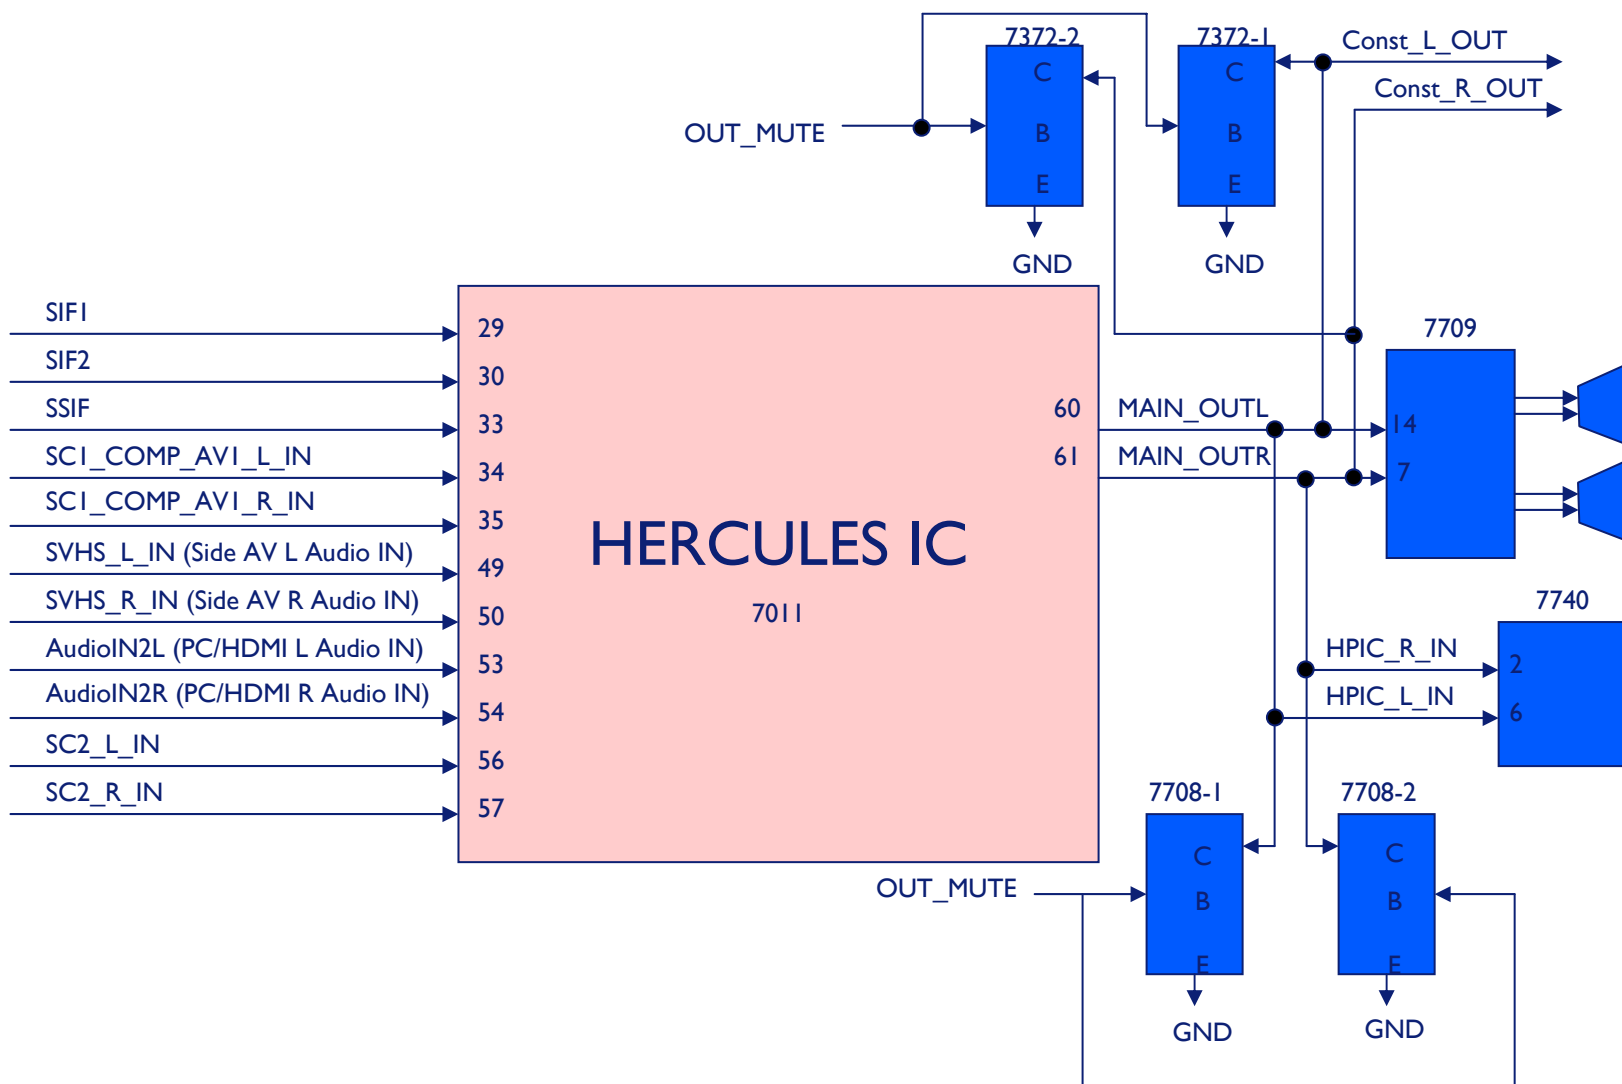 7372-2
7372-1
Const_L_OUT
Const_R_OUT
C
C
OUT_MUTE
B
B
E
E
GND
GND
SIF1
29
SIF2
30
SSIF
33
SC1_COMP_AV1_L_IN
34
SC1_COMP_AV1_R_IN
35
SVHS_L_IN (Side AV L Audio IN)
49
SVHS_R_IN (Side AV R Audio IN)
50
AudioIN2L (PC/HDMI L Audio IN)
53
AudioIN2R (PC/HDMI R Audio IN)
54
SC2_L_IN
56
SC2_R_IN
57
HERCULES IC
7011
60
MAIN_OUTL
61
MAIN_OUTR
7709
14
7
7740
HPIC_R_IN
2
HPIC_L_IN
6
7708-1
7708-2
C
C
OUT_MUTE
B
B
E
E
GND
GND